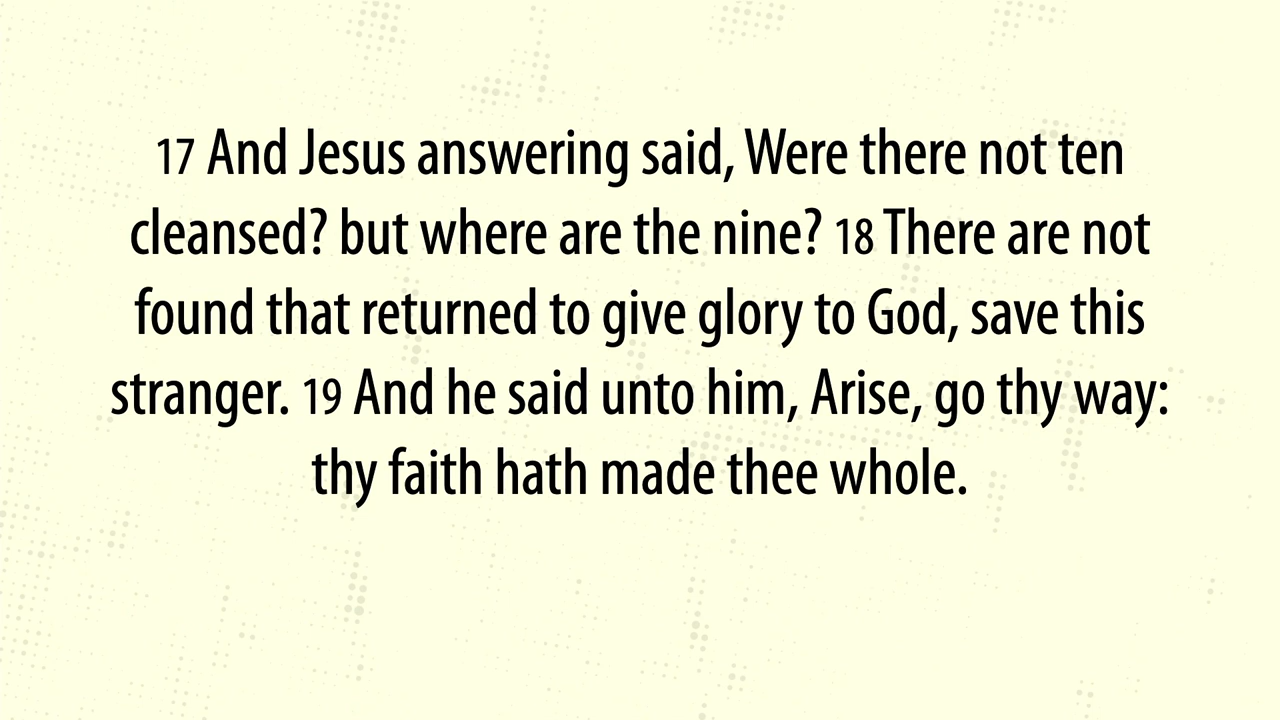 17 And Jesus answering said, Were there not ten
cleansed? but where are the nine? 18 There are not
found that returned to give glory to God, save this
stranger. 19 And he said unto him, Arise, go thy way:
thy faith hath made thee whole.